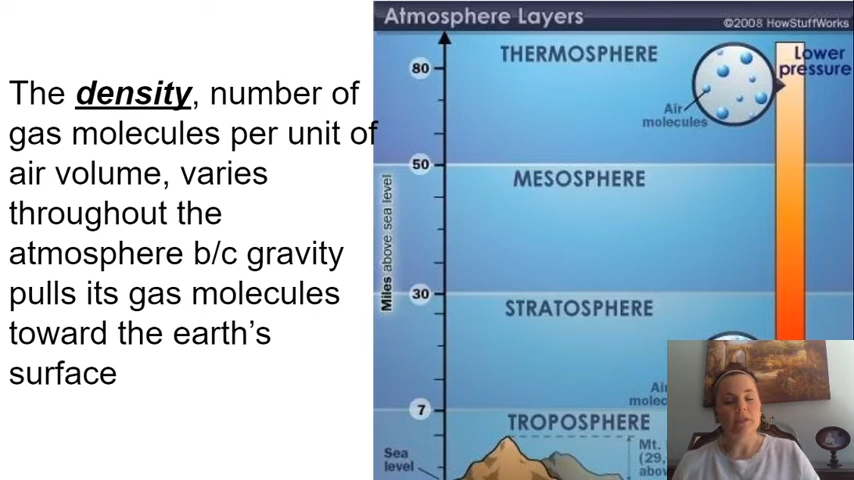 The density, number of
gas molecules per unit of
air volume, varies
throughout the
atmosphere b/c gravity
pulls its gas molecules
toward the earth's
surface
Atmosphere Layers
©2008 HowStuffWorks
THERMOSPHERE
Lower
pressure
80
Air
molecules
50
MESOSPHERE
Miles above sea level
30
STRATOSPHERE
7
TROPOSPHERE
Sea
level
Mt.
(29,